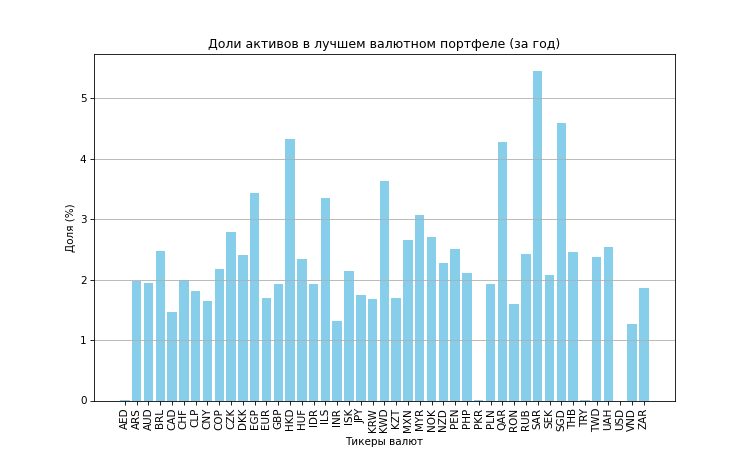 Доли активов в лучшем валютном портфеле (за год)
5
4
3
2
1
0
Доля (%)
AED ARS AUD BRL CAD CHF CLP CNY COP CZK DKK EGP EUR GBP HKD HUF IDR ILS INR ISK JPY KRW KWD KZT MXN MYR NOK NZD PEN PHP PKR PLN QAR RON RUB SAR SEK SGD THB TRY TWD UAH USD VND ZAR
Тикеры валют